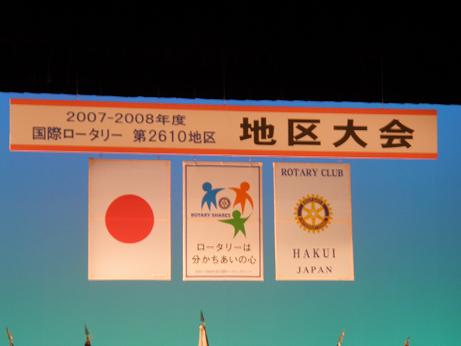 2007-2008年度
国際ロータリー 第2610地区
地区大会
ROTARY SHARES
ロータリーは
分かちあいの心
ROTARY CLUB
HAKUI
JAPAN